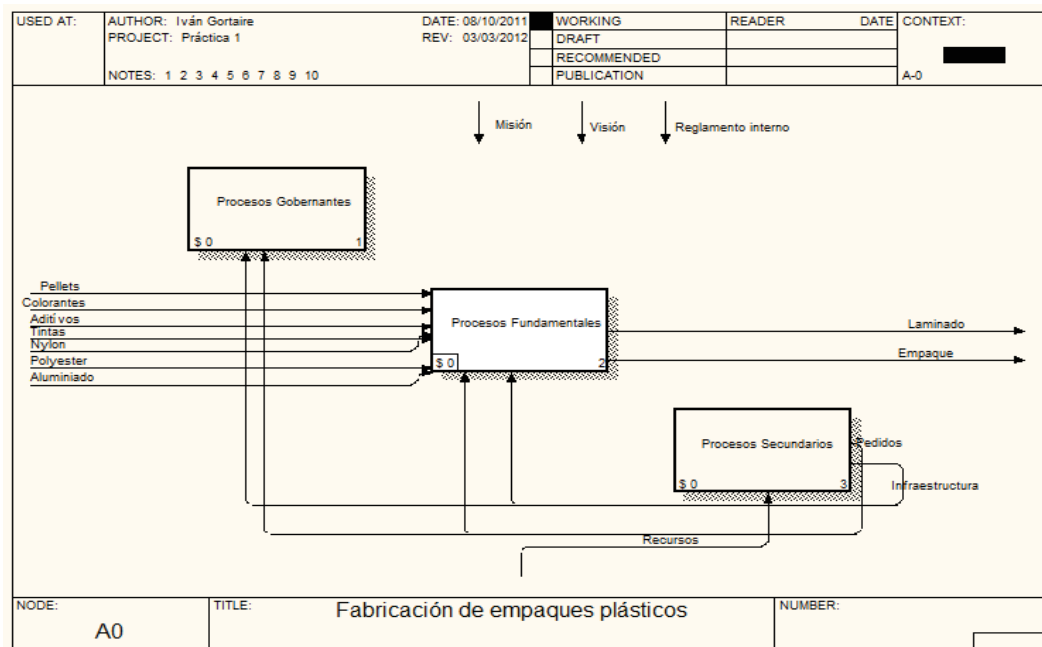 USED AT:
AUTHOR: Iván Gortaire
DATE: 08/10/2011
WORKING
READER
DATE
CONTEXT:
PROJECT: Práctica 1
REV: 03/03/2012
DRAFT
RECOMMENDED
NOTES: 1 2 3 4 5 6 7 8 9 10
PUBLICATION
A-0
Misión
Visión
Reglamento interno
Procesos Gobernantes
$ 0
1
Pellets
Colorantes
Aditívos
Tintas
Nylon
Polyester
Aluminiado
Procesos Fundamentales
$ 0
2
Laminado
Empaque
Procesos Secundarios
$ 0
3
Pedidos
Infraestructura
Recursos
NODE:
A0
TITLE:
Fabricación de empaques plásticos
NUMBER: